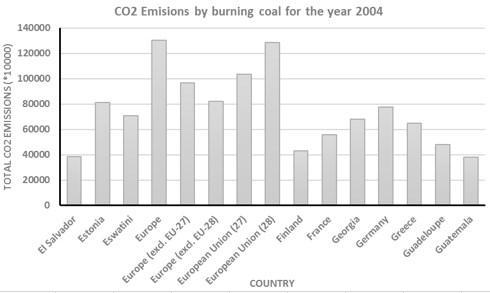 CO2 Emisions by burning coal for the year 2004
TOTAL CO2 EMISSIONS (*10000)
140000
120000
100000
80000
60000
40000
20000
0
El Salvador
Estonia
Eswatini
Europe
Europe (excl. EU-27)
Europe (excl. EU-28)
European Union (27)
European Union (28)
Finland
France
Georgia
Germany
Greece
Guadeloupe
Guatemala
COUNTRY